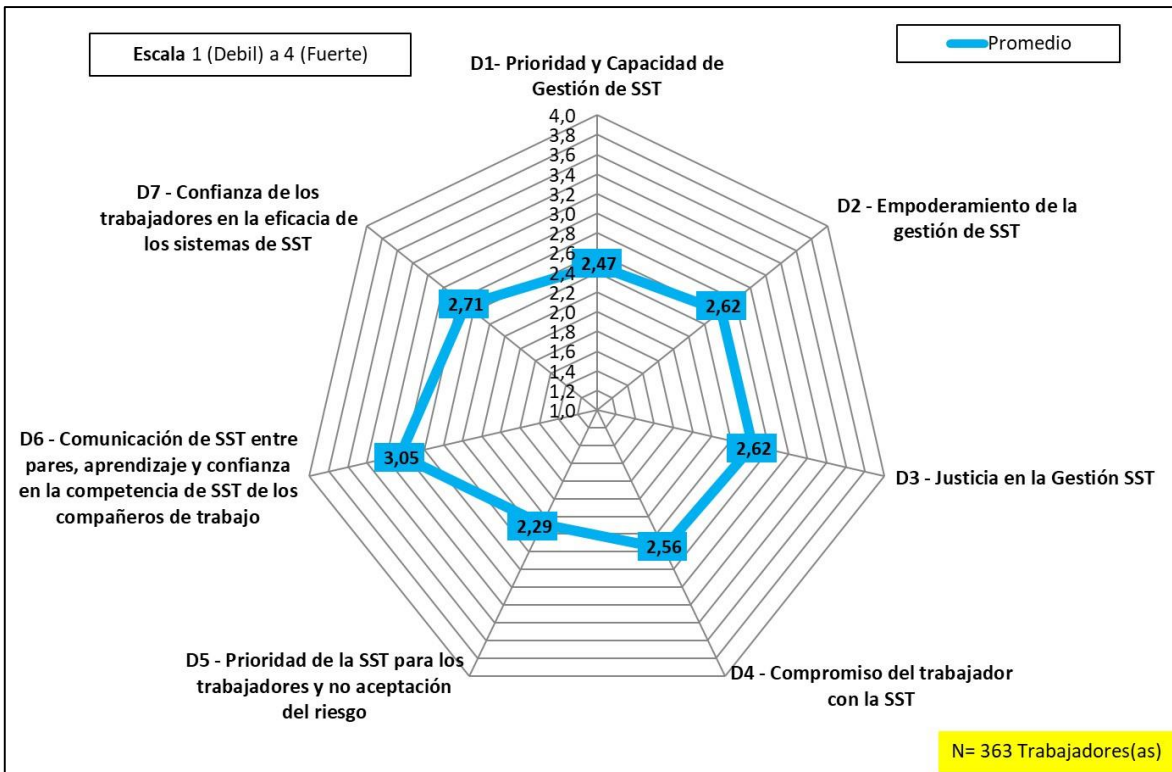 Escala 1 (Debil) a 4 (Fuerte)
Promedio
D1- Prioridad y Capacidad de
Gestión de SST
4,0
3,8
3,6
3,4
3,2
3,0
2,8
2,6
2,4
2,2
2,0
1,8
1,6
1,4
1,2
1,0
2,47
D2 - Empoderamiento de la
gestión de SST
2,62
D3 - Justicia en la Gestión SST
2,62
D4 - Compromiso del trabajador
con la SST
2,56
D5 - Prioridad de la SST para los
trabajadores y no aceptación
del riesgo
2,29
D6 - Comunicación de SST entre
pares, aprendizaje y confianza
en la competencia de SST de los
compañeros de trabajo
3,05
D7 - Confianza de los
trabajadores en la eficacia de
los sistemas de SST
2,71
N= 363 Trabajadores(as)